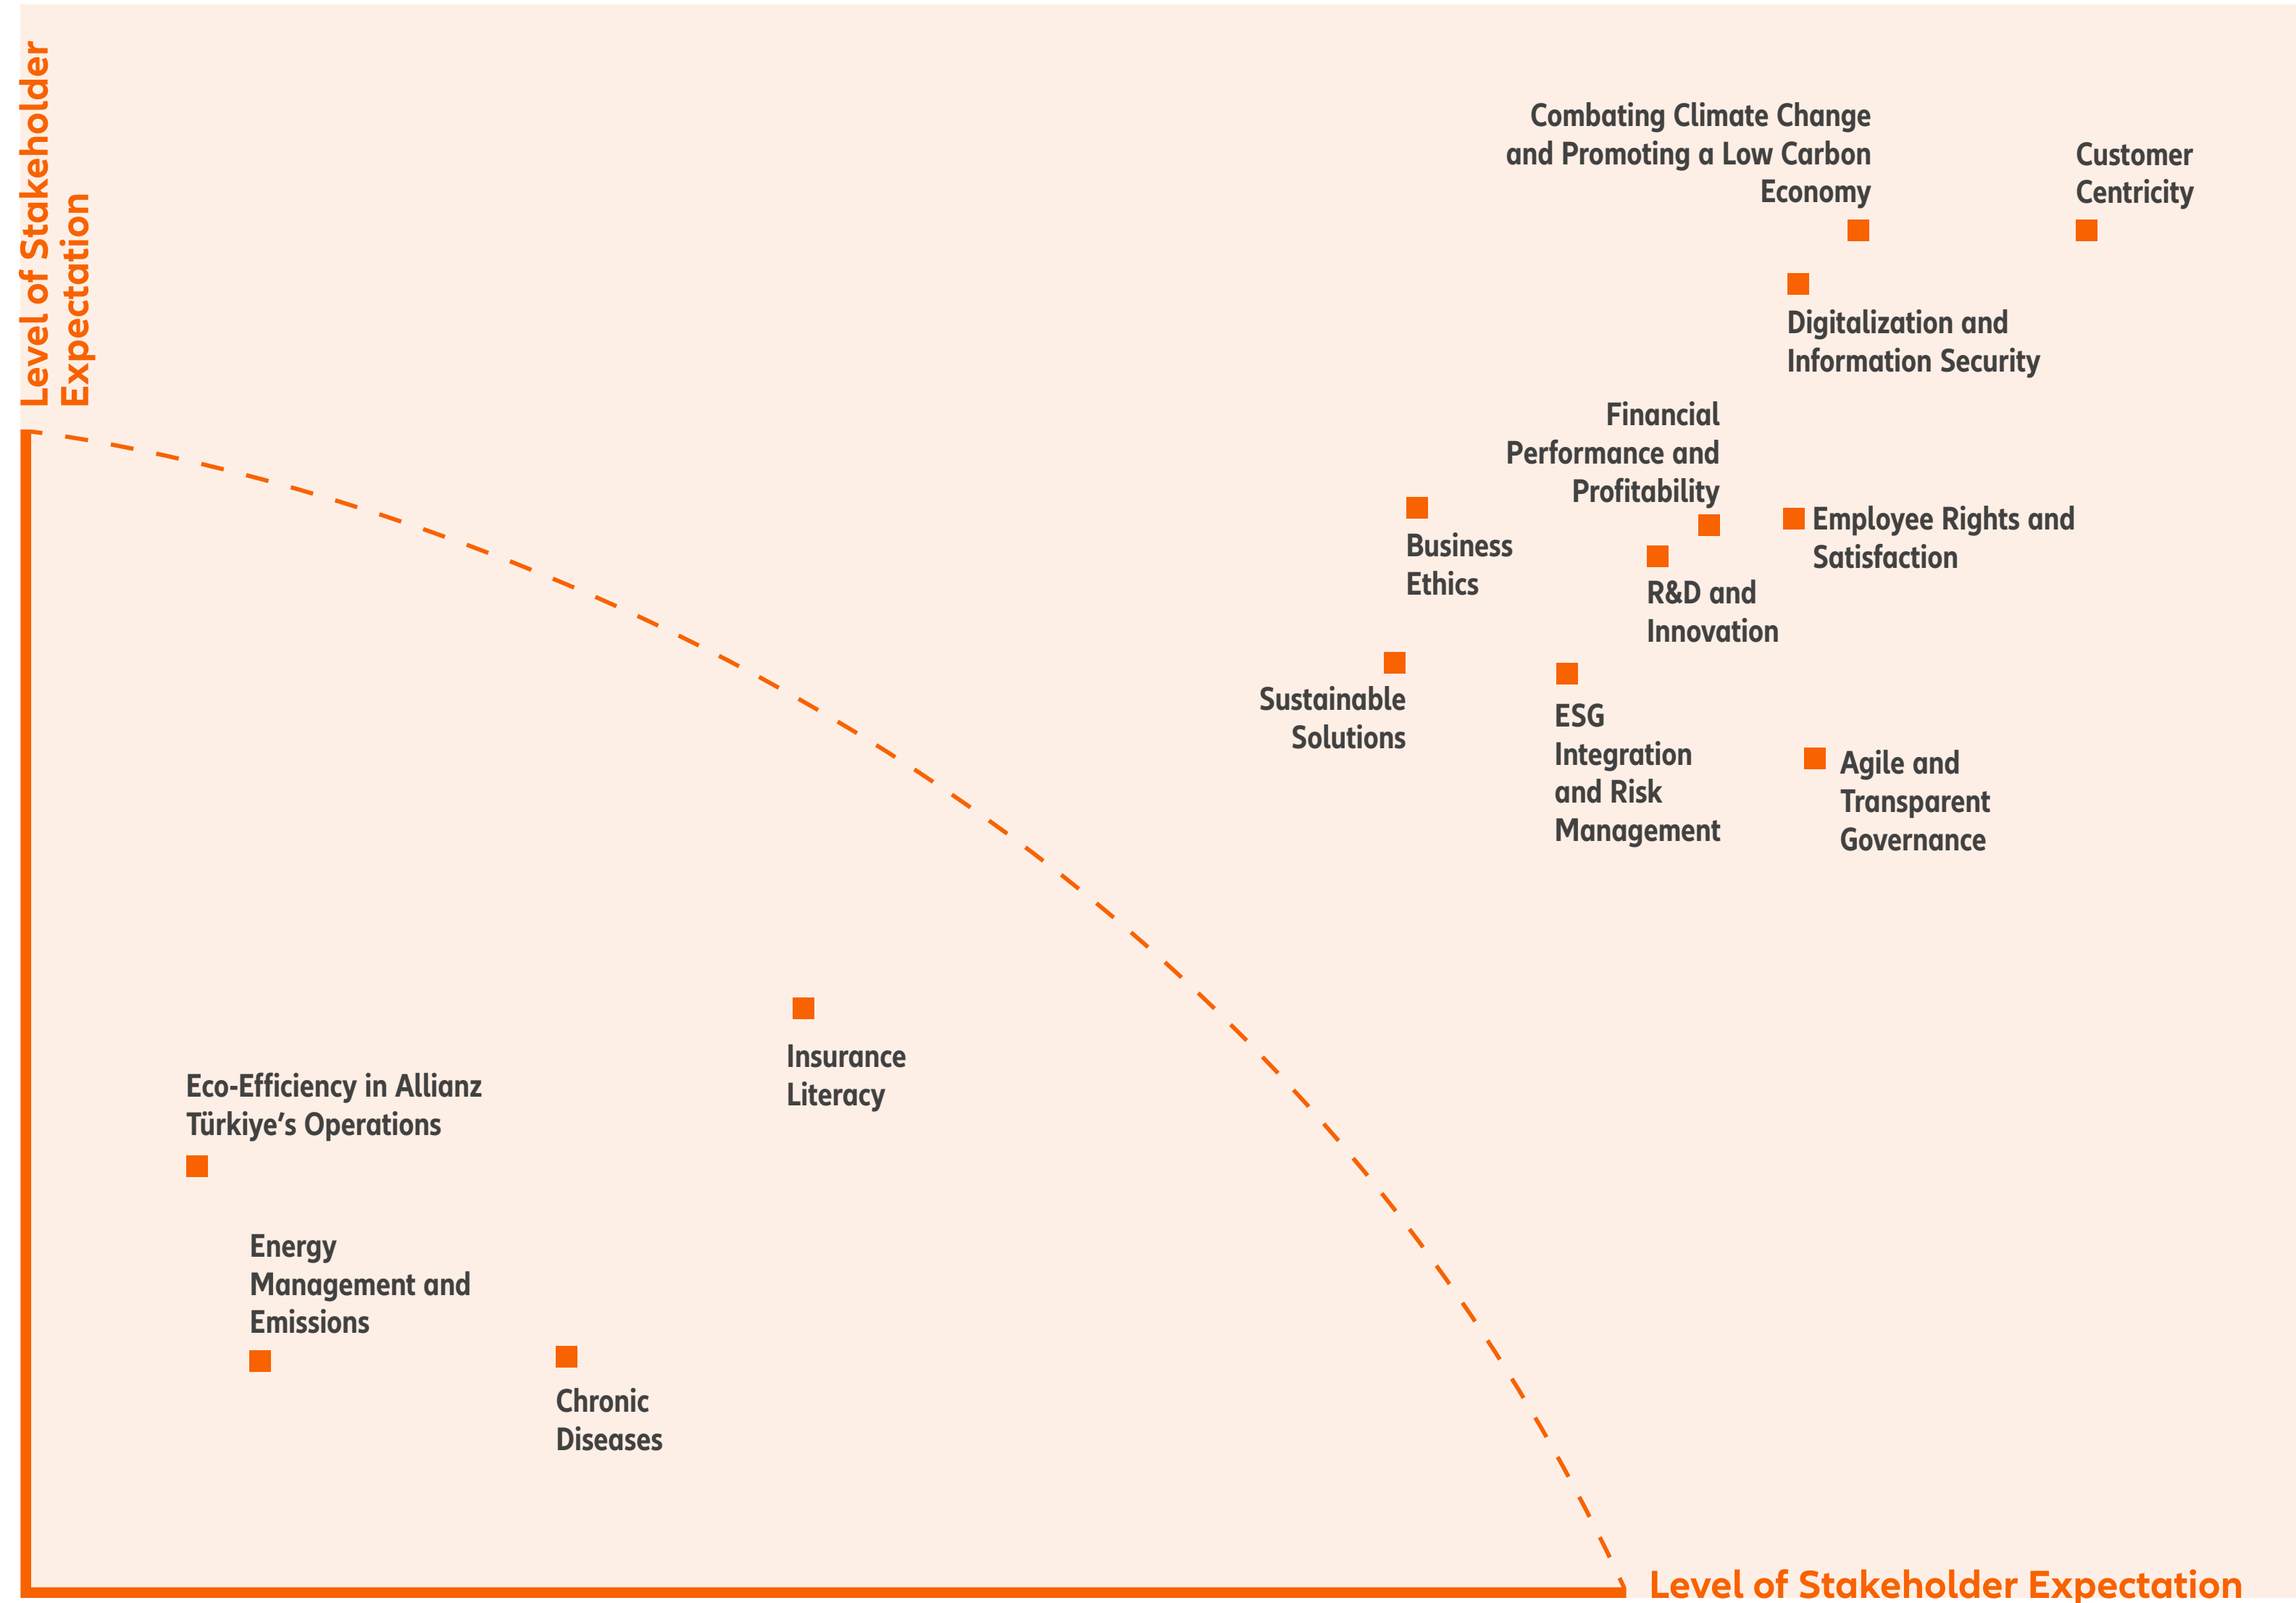 Level of Stakeholder
Expectation
Combating Climate Change
and Promoting a Low Carbon
Economy
Customer
Centricity
Digitalization and
Information Security
Financial
Performance and
Profitability
Employee Rights and
Satisfaction
Business
Ethics
R&D and
Innovation
Sustainable
Solutions
ESG
Integration
and Risk
Management
Agile and
Transparent
Governance
Insurance
Literacy
Eco-Efficiency in Allianz
Türkiye’s Operations
Energy
Management and
Emissions
Chronic
Diseases
Level of Stakeholder Expectation